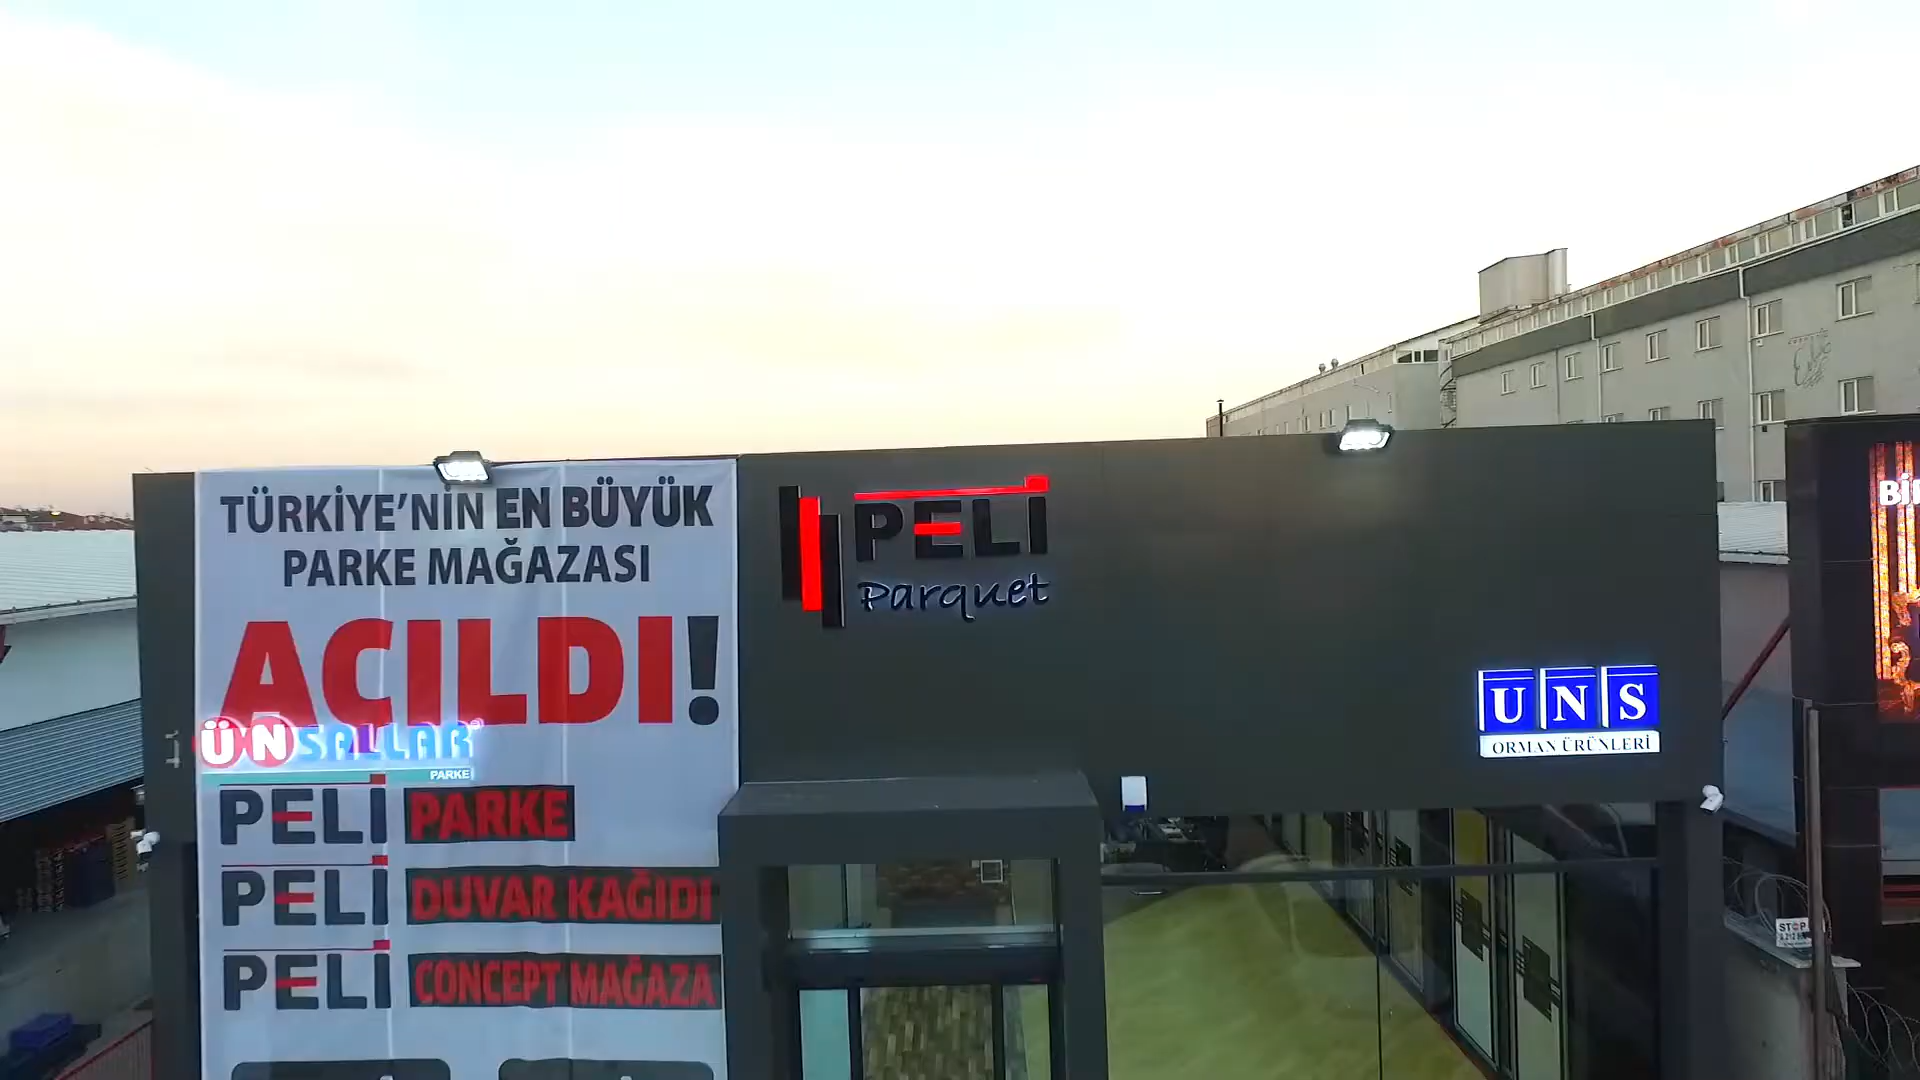 TÜRKİYE'NİN EN BÜYÜK
PARKE MAĞAZASI
AÇILDI!
ÜNSALLAR
PARKE
PELİ PARKE
PELİ DUVAR KAĞIDI
PELİ CONCEPT MAĞAZA
PELİ
Parquet
UNS
ORMAN ÜRÜNLERİ
STOP